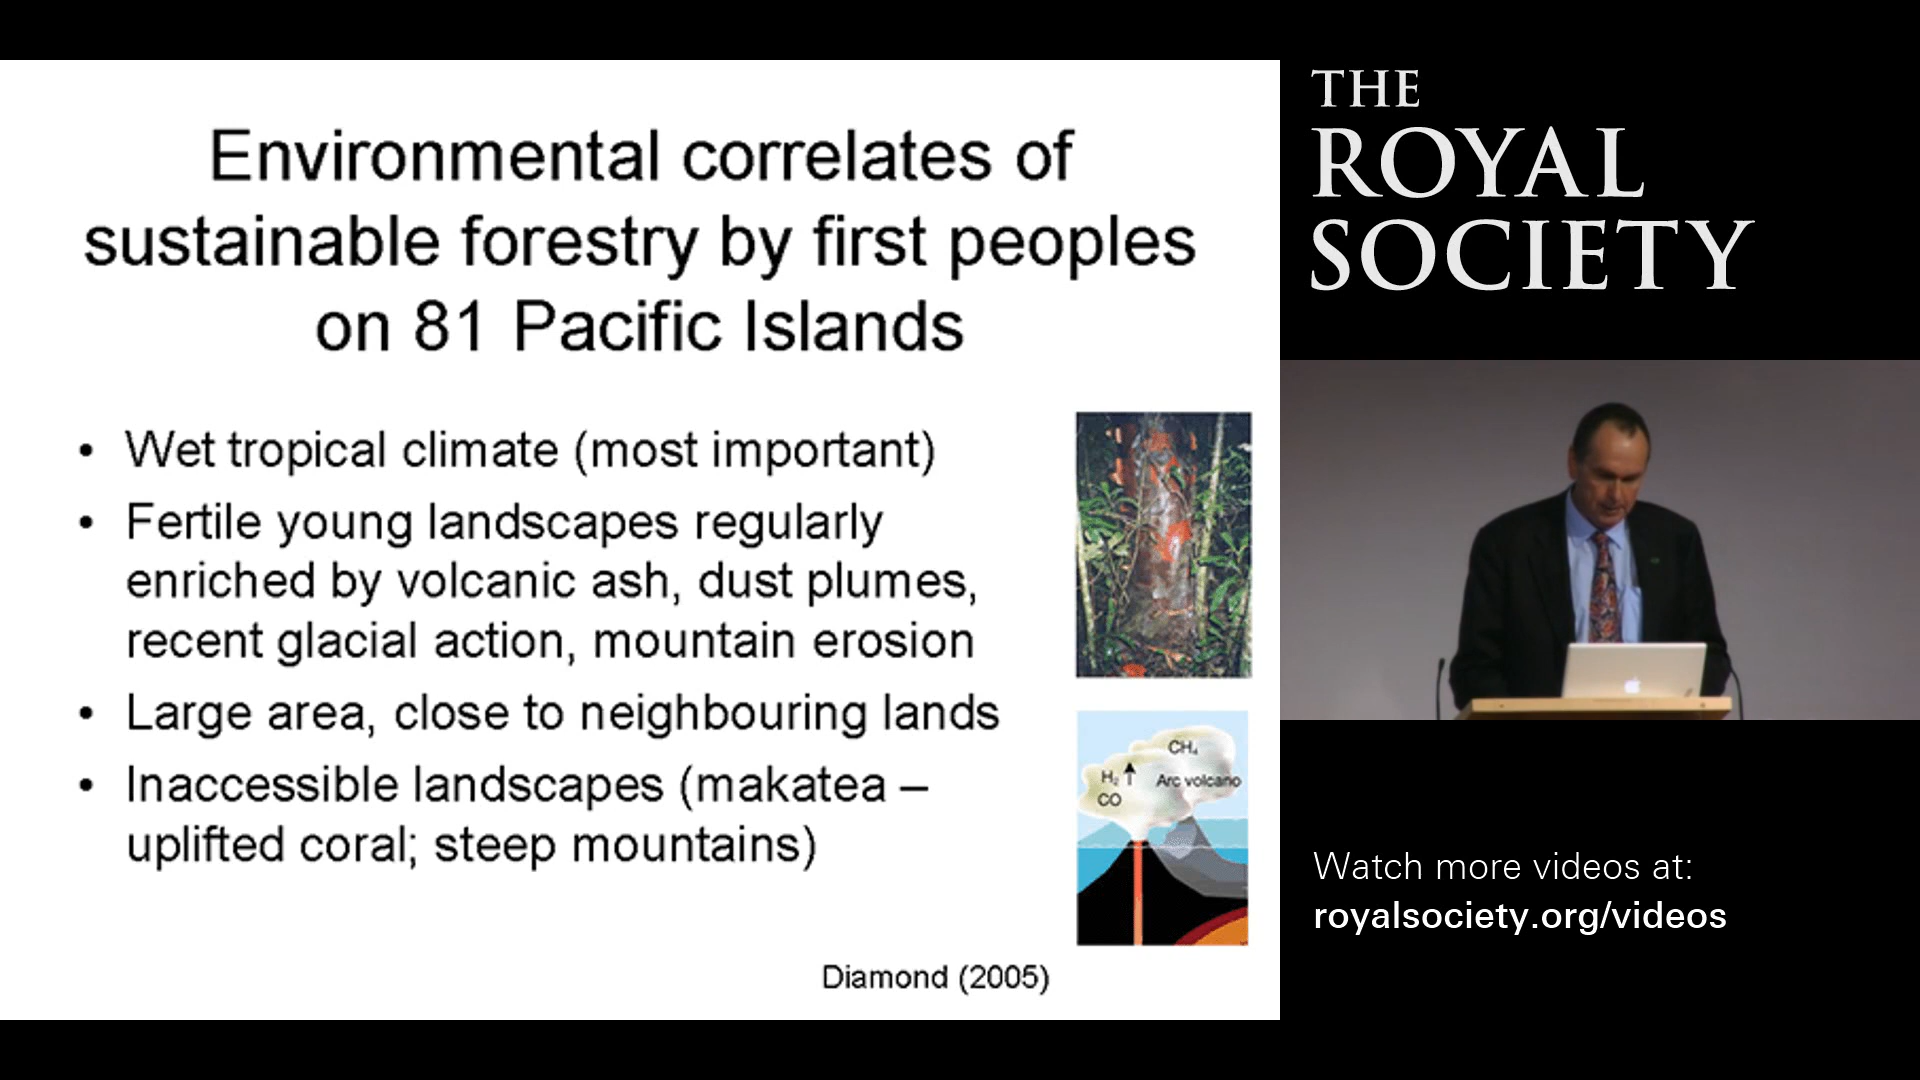 Environmental correlates of
sustainable forestry by first peoples
on 81 Pacific Islands
• Wet tropical climate (most important)
• Fertile young landscapes regularly
enriched by volcanic ash, dust plumes,
recent glacial action, mountain erosion
• Large area, close to neighbouring lands
• Inaccessible landscapes (makatea –
uplifted coral; steep mountains)
CH₄
H₂
Arc volcano
CO
Diamond (2005)
THE
ROYAL
SOCIETY
Watch more videos at:
royalsociety.org/videos